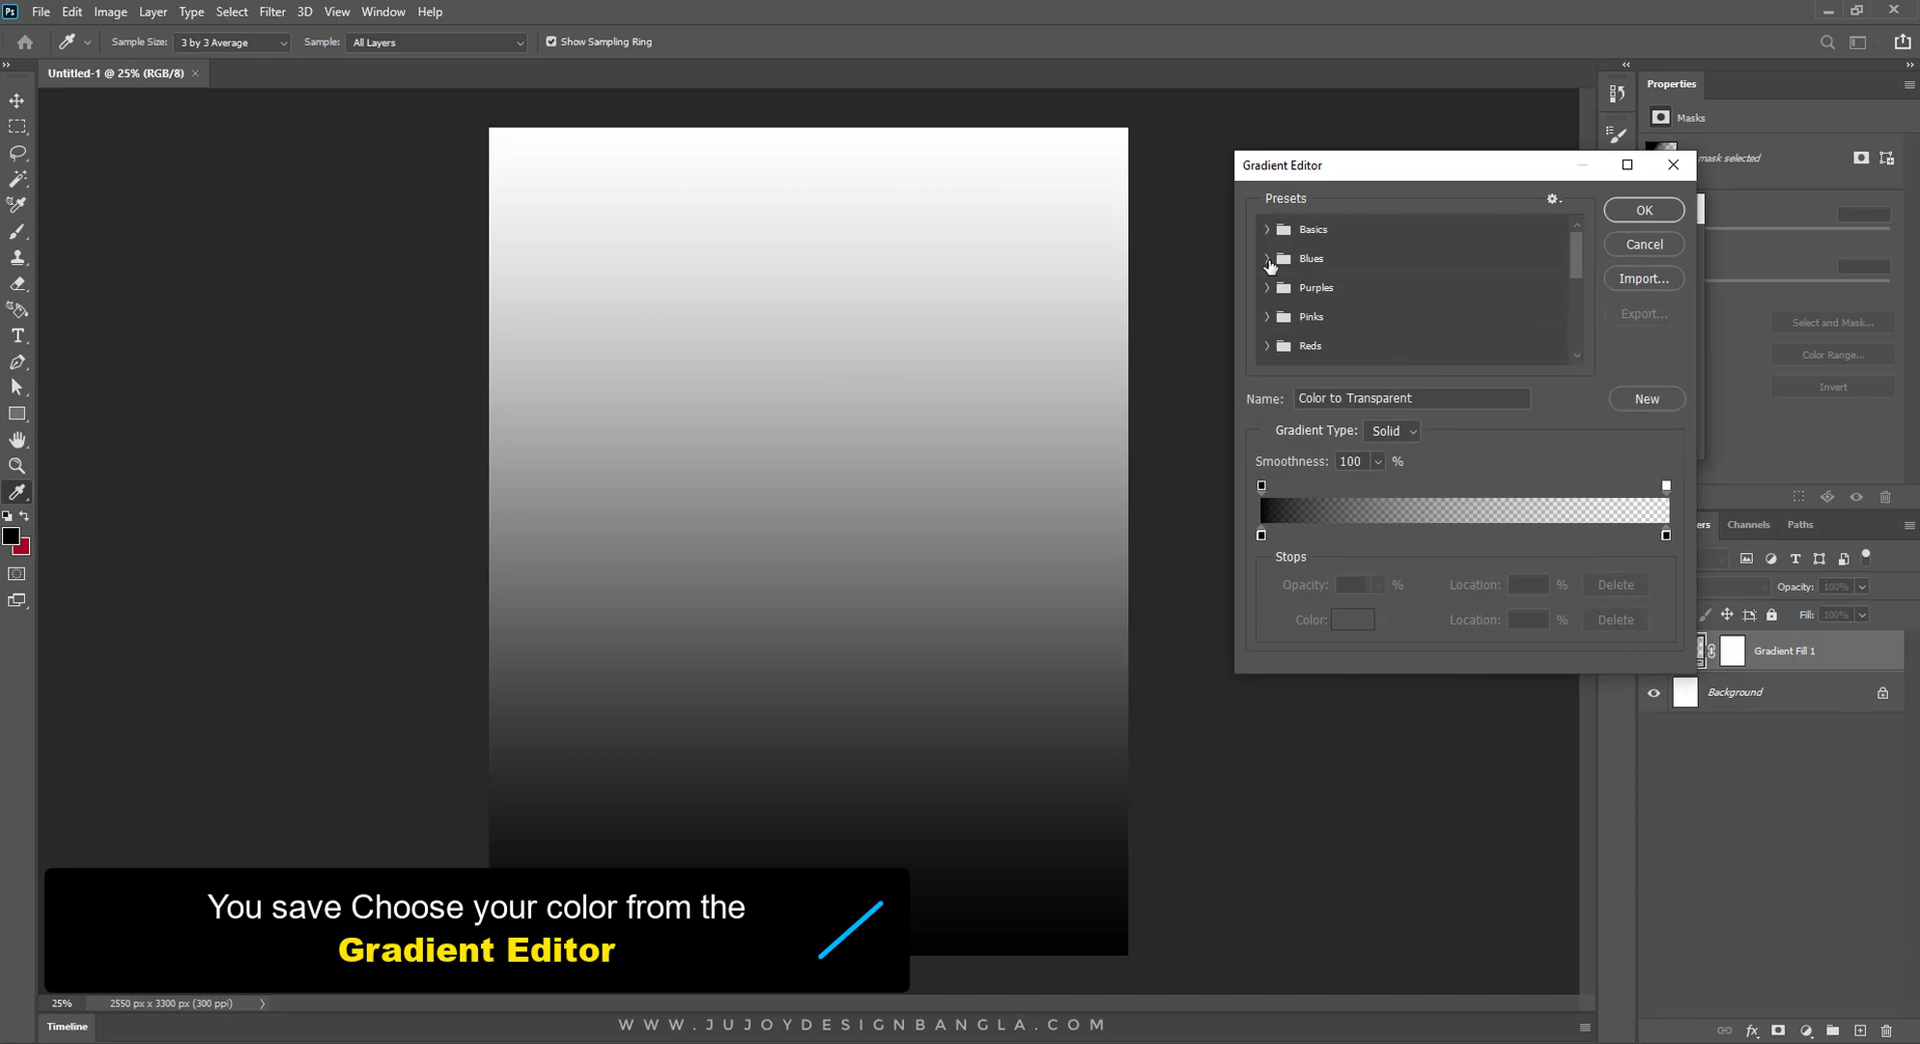 Ps File Edit Image Layer Type Select Filter 3D View Window Help
Sample Size: 3 by 3 Average Sample: All Layers Show Sampling Ring
Untitled-1 @ 25% (RGB/8) ×
Properties
Masks
mask selected
Select and Mask...
Color Range...
Invert
Gradient Editor
Presets
Basics
Blues
Purples
Pinks
Reds
OK
Cancel
Import...
Export...
Name: Color to Transparent
New
Gradient Type: Solid
Smoothness: 100 %
Stops
Opacity: % Location: % Delete
Color: Location: % Delete
ers Channels Paths
Opacity: 100%
Fill: 100%
Gradient Fill 1
Background
You save Choose your color from the
Gradient Editor
25% 2550 px x 3300 px (300 ppi)
Timeline
WWW.JUJOYDESIGNBANGLA.COM